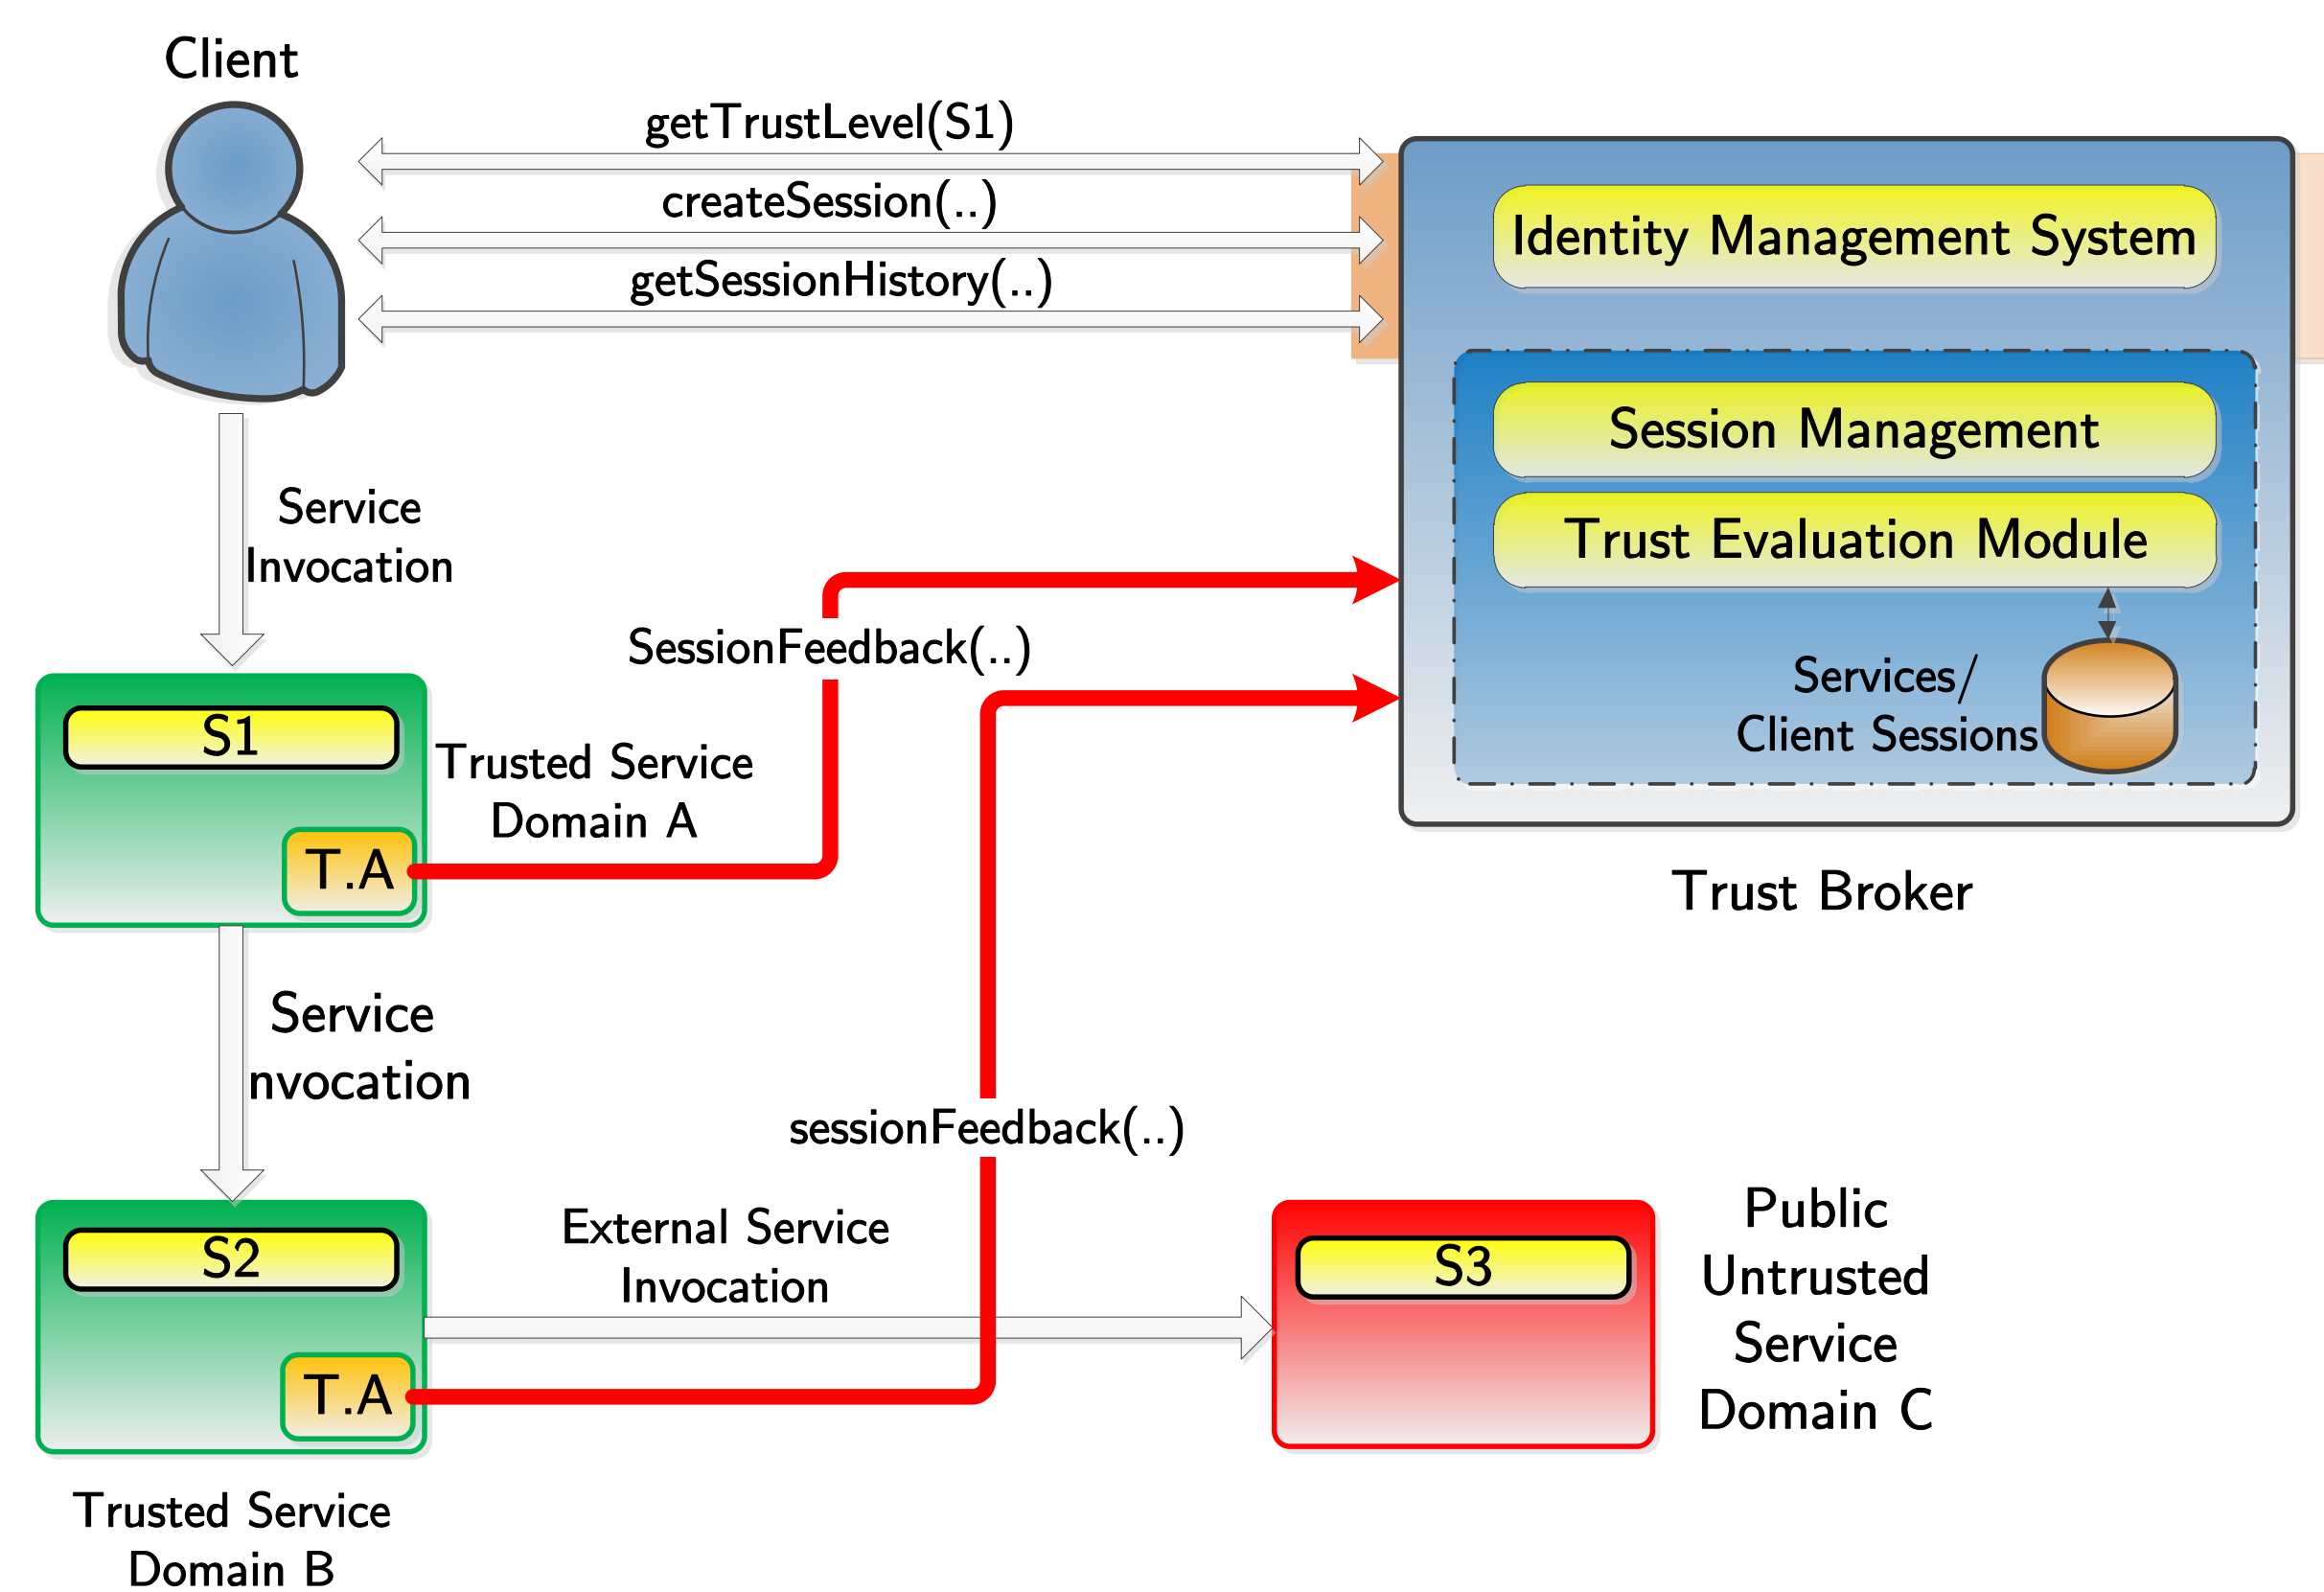 Client
getTrustLevel(S1)
createSession(..)
getSessionHistory(..)
Identity Management System
Session Management
Trust Evaluation Module
Services/
Client Sessions
Trust Broker
Service
Invocation
SessionFeedback(..)
S1
Trusted Service
Domain A
T.A
Service
nvocation
sessionFeedback(..)
S2
T.A
External Service
Invocation
S3
Public
Untrusted
Service
Domain C
Trusted Service
Domain B